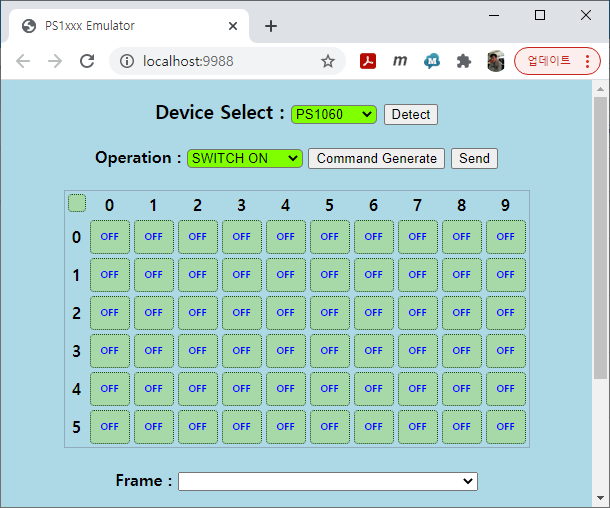 PS1xxx Emulator
localhost:9988
업데이트
Device Select : PS1060 Detect
Operation : SWITCH ON Command Generate Send
0 1 2 3 4 5 6 7 8 9
0 OFF OFF OFF OFF OFF OFF OFF OFF OFF OFF
1 OFF OFF OFF OFF OFF OFF OFF OFF OFF OFF
2 OFF OFF OFF OFF OFF OFF OFF OFF OFF OFF
3 OFF OFF OFF OFF OFF OFF OFF OFF OFF OFF
4 OFF OFF OFF OFF OFF OFF OFF OFF OFF OFF
5 OFF OFF OFF OFF OFF OFF OFF OFF OFF OFF
Frame :